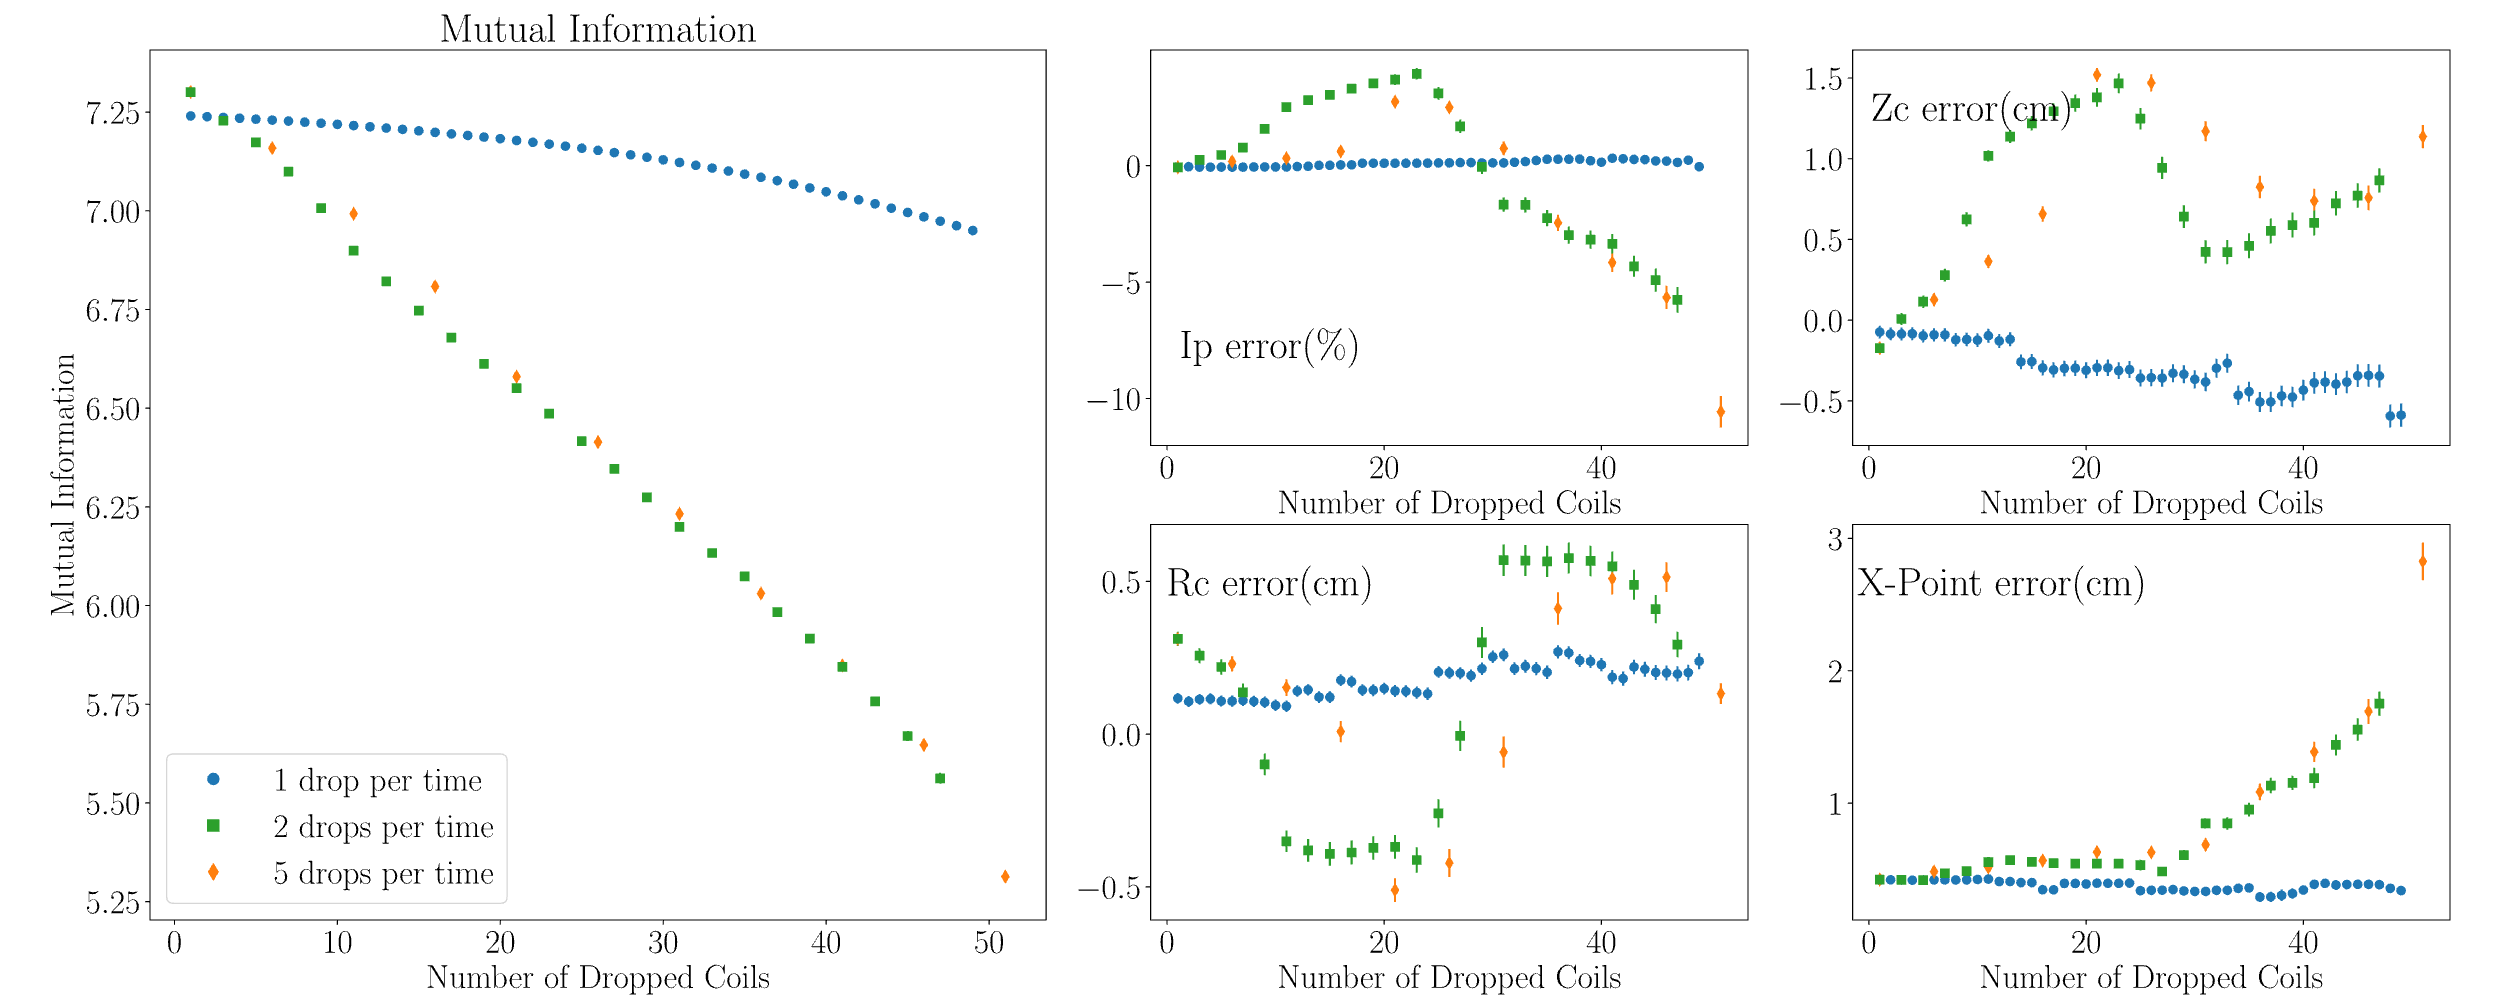 Mutual Information
Mutual Information
7.25
7.00
6.75
6.50
6.25
6.00
5.75
5.50
5.25
1 drop per time
2 drops per time
5 drops per time
0 10 20 30 40 50
Number of Dropped Coils
0
−5
−10
Ip error(%)
0 20 40
Number of Dropped Coils
1.5
1.0
0.5
0.0
−0.5
Zc error(cm)
0 20 40
Number of Dropped Coils
0.5
0.0
−0.5
Rc error(cm)
0 20 40
Number of Dropped Coils
3
2
1
X-Point error(cm)
0 20 40
Number of Dropped Coils